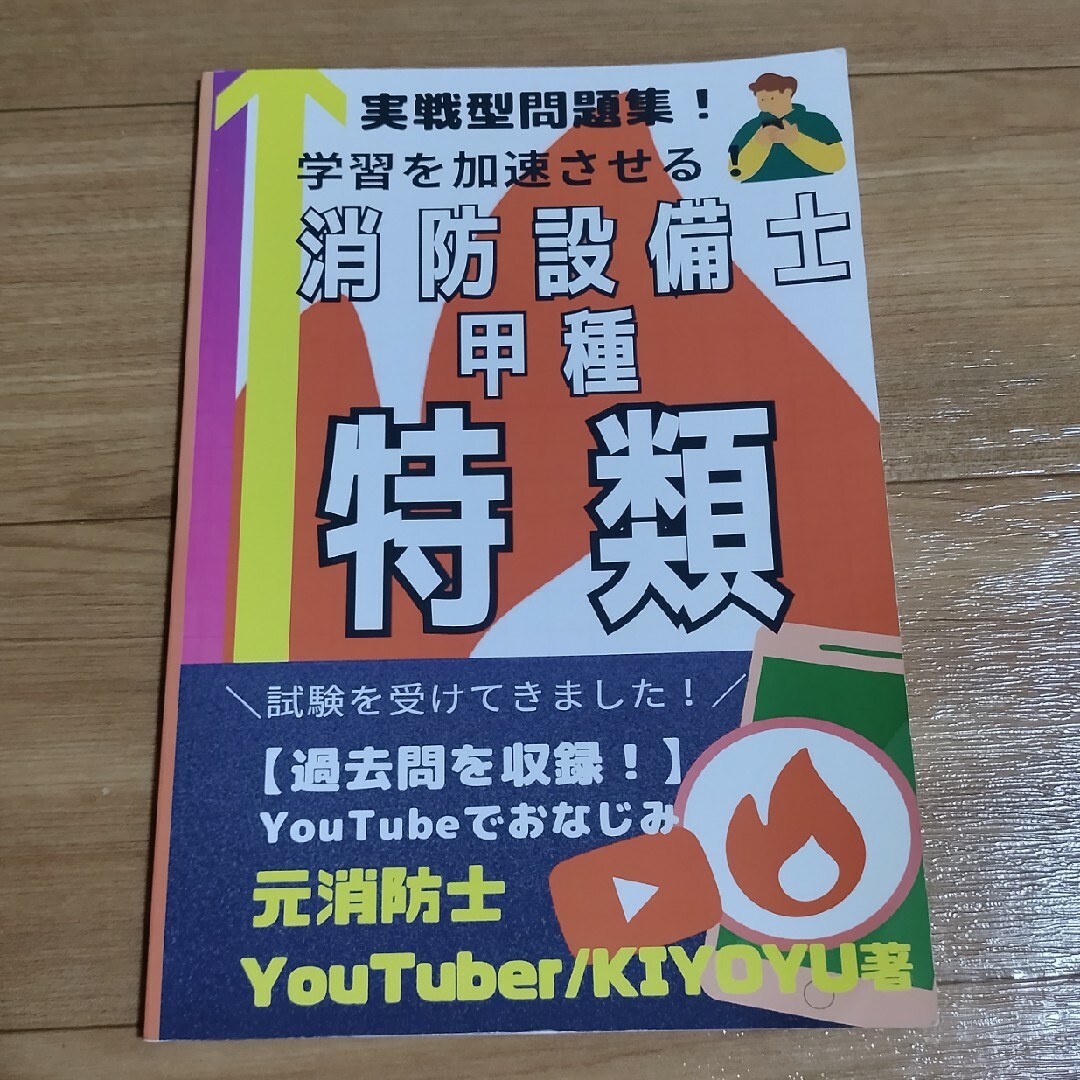 実戦型問題集！
学習を加速させる！
消防設備士
甲種
特類
＼試験を受けてきました！／
【過去問を収録！】
YouTubeでおなじみ
元消防士
YouTuber/KIYOYU著